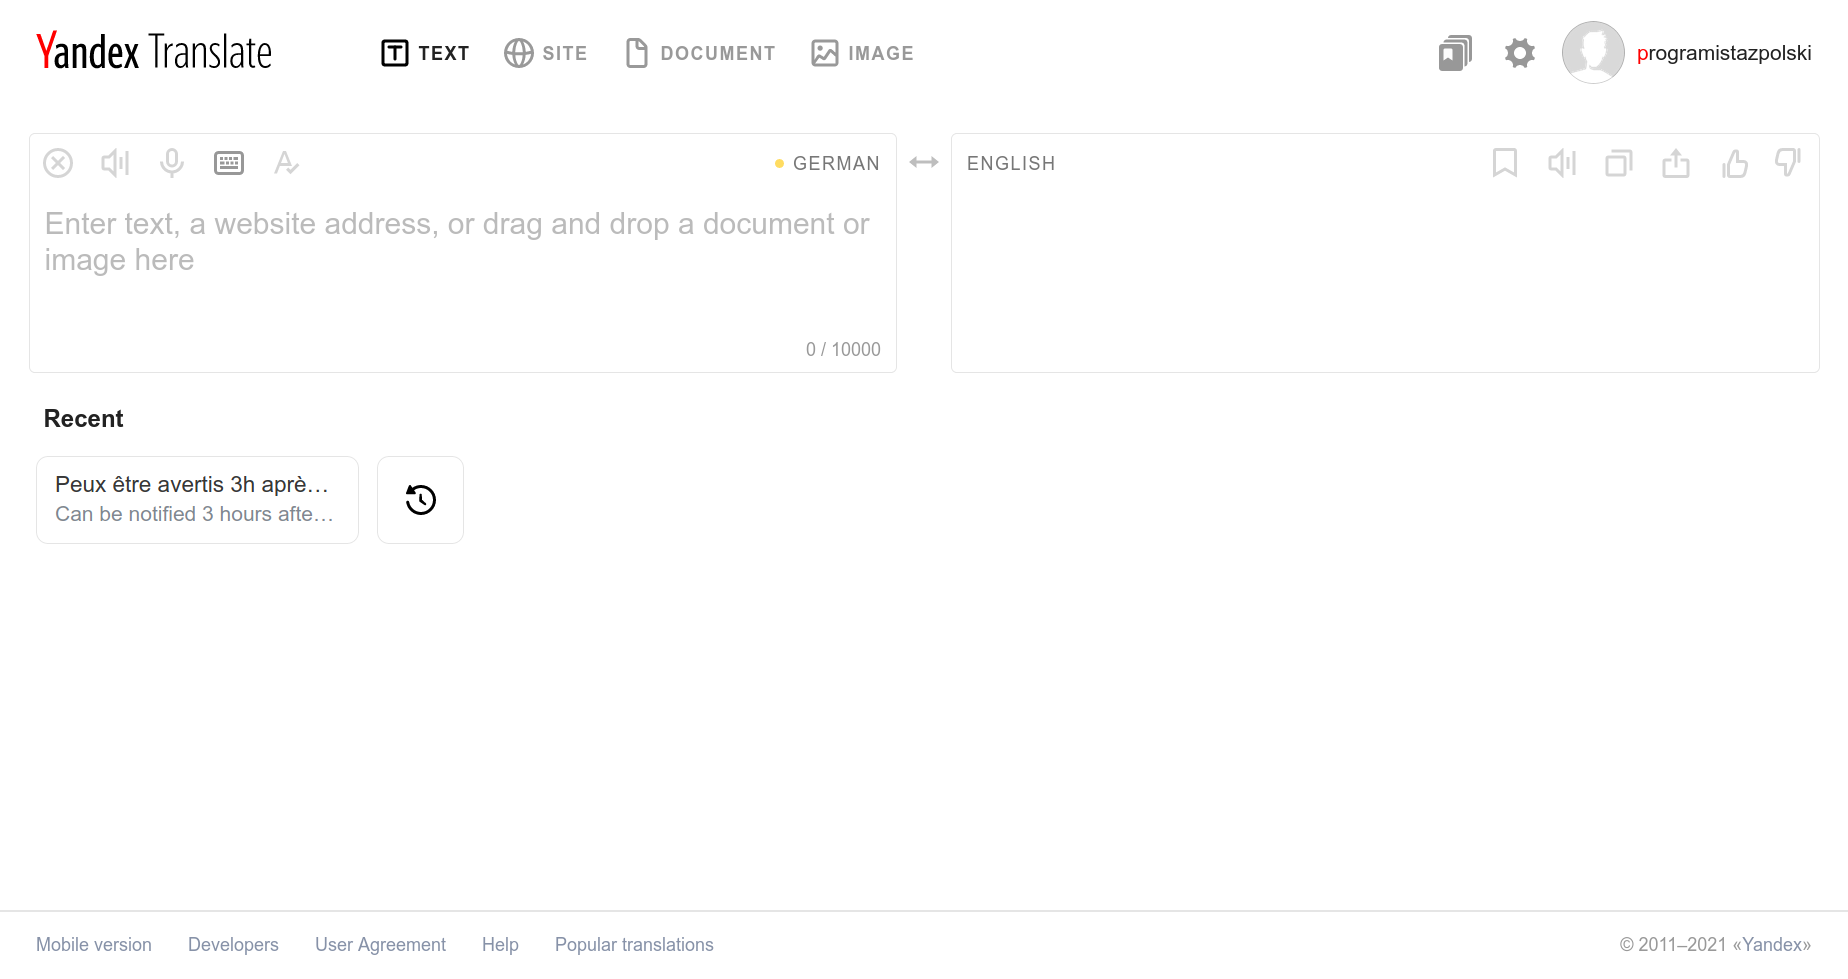 Yandex Translate
TEXT
SITE
DOCUMENT
IMAGE
programistazpolski
GERMAN
ENGLISH
Enter text, a website address, or drag and drop a document or
image here
0 / 10000
Recent
Peux être avertis 3h aprè…
Can be notified 3 hours afte…
Mobile version
Developers
User Agreement
Help
Popular translations
© 2011–2021 «Yandex»